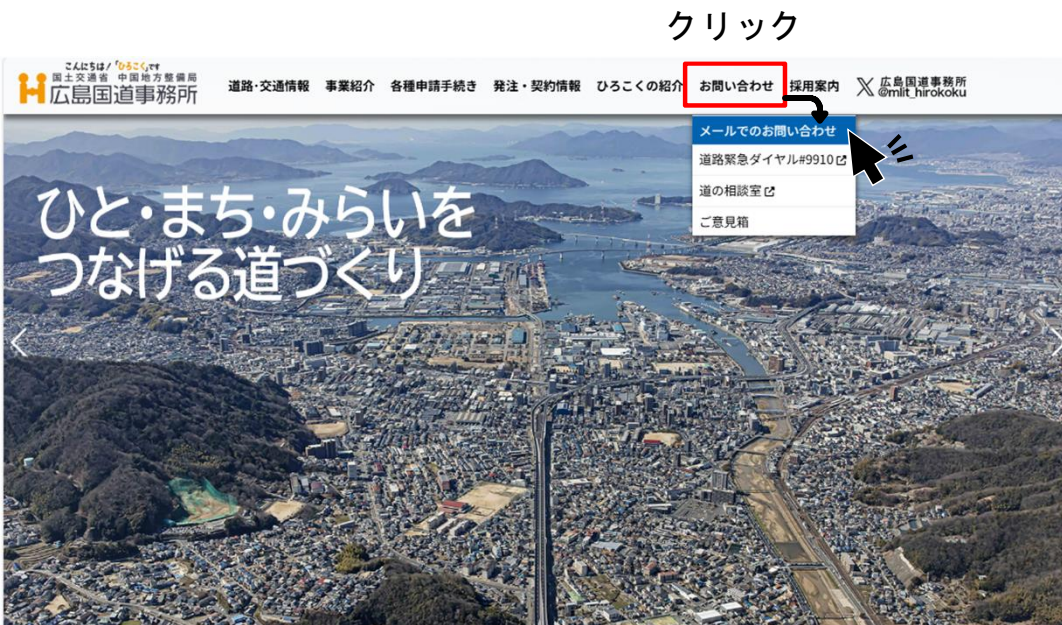 クリック
こんにちは！「ひろこく」です
国土交通省 中国地方整備局
広島国道事務所
道路・交通情報 事業紹介 各種申請手続き 発注・契約情報 ひろこくの紹介 お問い合わせ 採用案内
広島国道事務所
@mlit_hirokoku
メールでのお問い合わせ
道路緊急ダイヤル#9910
道の相談室
ご意見箱
ひと・まち・みらいを
つなげる道づくり